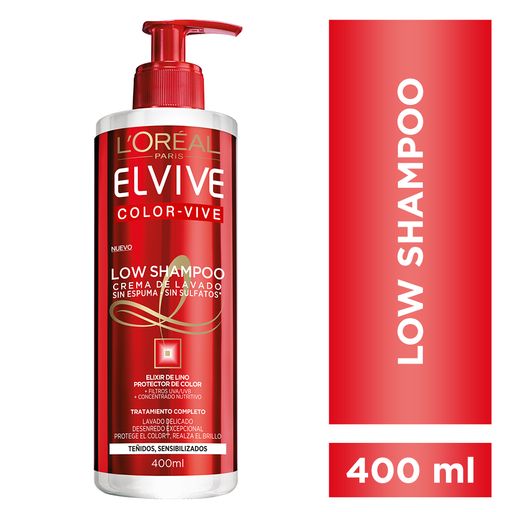 L'ORÉAL
PARIS
ELVIVE
COLOR-VIVE
NUEVO
LOW SHAMPOO
CREMA DE LAVADO
SIN ESPUMA SIN SULFATOS*
ELIXIR DE LINO
PROTECTOR DE COLOR
+ FILTROS UVA/UVB
+ CONCENTRADO NUTRITIVO
TRATAMIENTO COMPLETO
LAVADO DELICADO
DESENREDO EXCEPCIONAL
PROTEGE EL COLOR†, REALZA EL BRILLO
TEÑIDOS, SENSIBILIZADOS
400ml
LOW SHAMPOO
400 ml